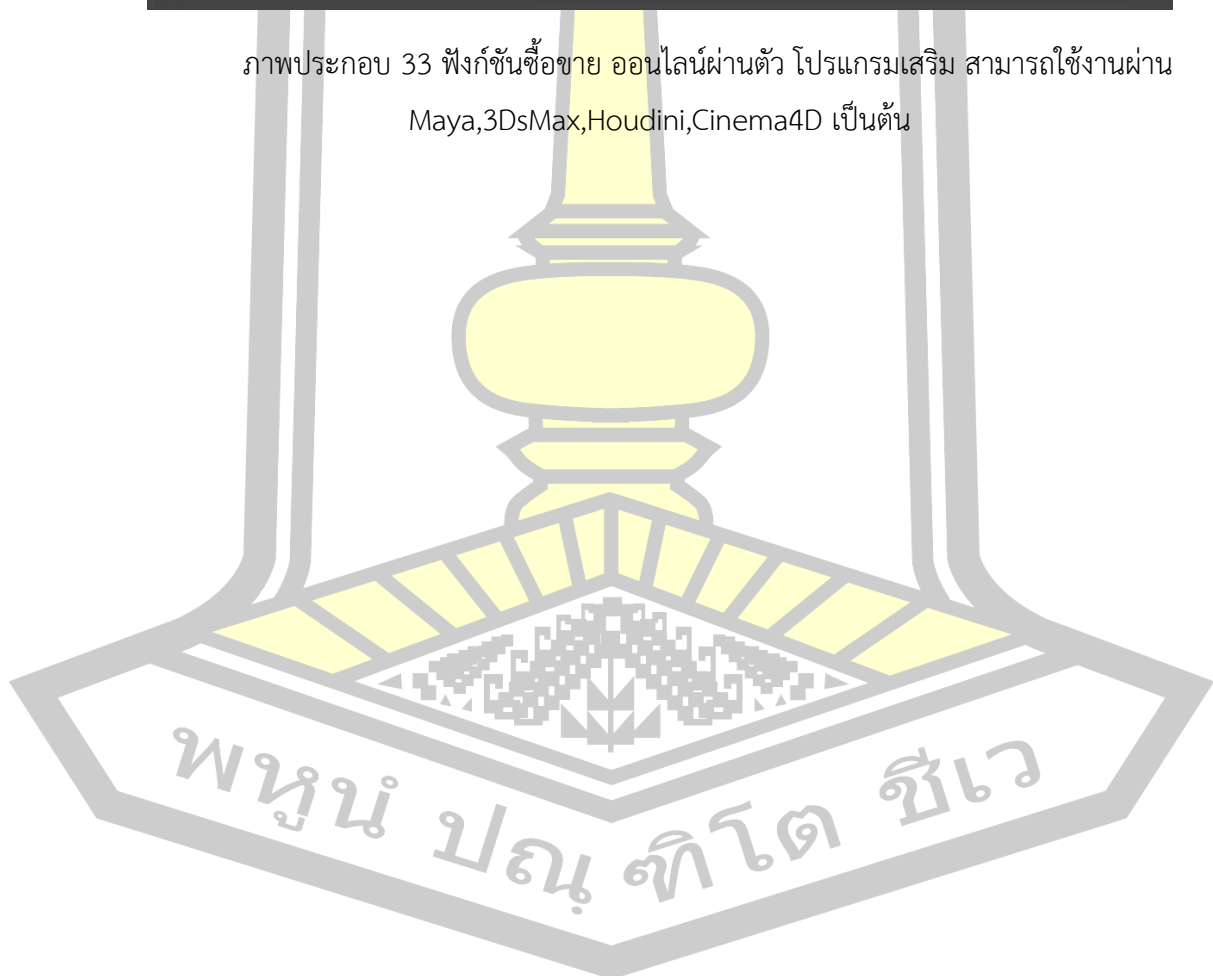 ภาพประกอบ 33 ฟังก์ชันซื้อขาย ออนไลน์ผ่านตัว โปรแกรมเสริม สามารถใช้งานผ่าน
Maya,3DsMax,Houdini,Cinema4D เป็นต้น
พหูนํ ปณฺฑิโต ชีเว